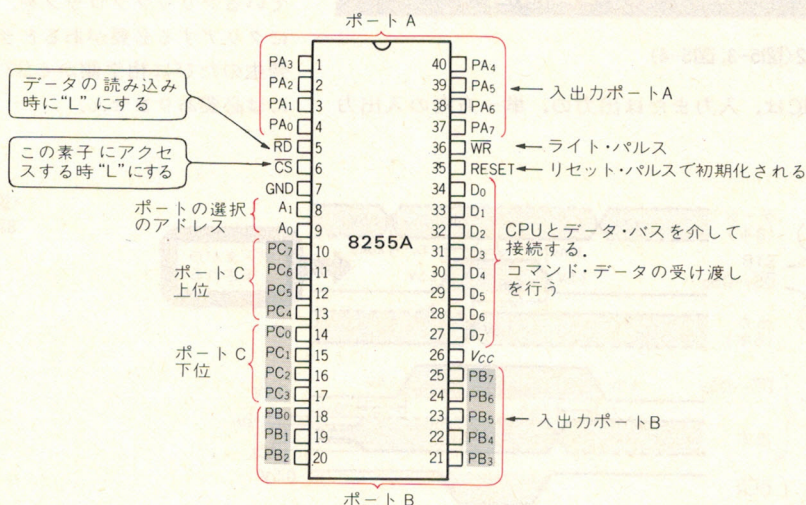 ポート A
PA₃ 1
PA₂ 2
PA₁ 3
PA₀ 4
R̅D̅ 5
C̅S̅ 6
GND 7
A₁ 8
A₀ 9
PC₇ 10
PC₆ 11
PC₅ 12
PC₄ 13
PC₀ 14
PC₁ 15
PC₂ 16
PC₃ 17
PB₀ 18
PB₁ 19
PB₂ 20
データの 読み込み
時に"L"にする
この素子 にアクセ
スする時 "L"にする
ポートの選択
のアドレス
ポート C
上位
ポート C
下位
8255A
40 PA₄
39 PA₅
38 PA₆
37 PA₇
36 W̅R̅
35 RESET
34 D₀
33 D₁
32 D₂
31 D₃
30 D₄
29 D₅
28 D₆
27 D₇
26 Vcc
25 PB₇
24 PB₆
23 PB₅
22 PB₄
21 PB₃
入出力ポートA
ライト・パルス
リセット・パルスで初期化される
CPUとデータ・バスを介して
接続する.
コマンド・データの受け渡し
を行う
入出力ポートB
ポート B